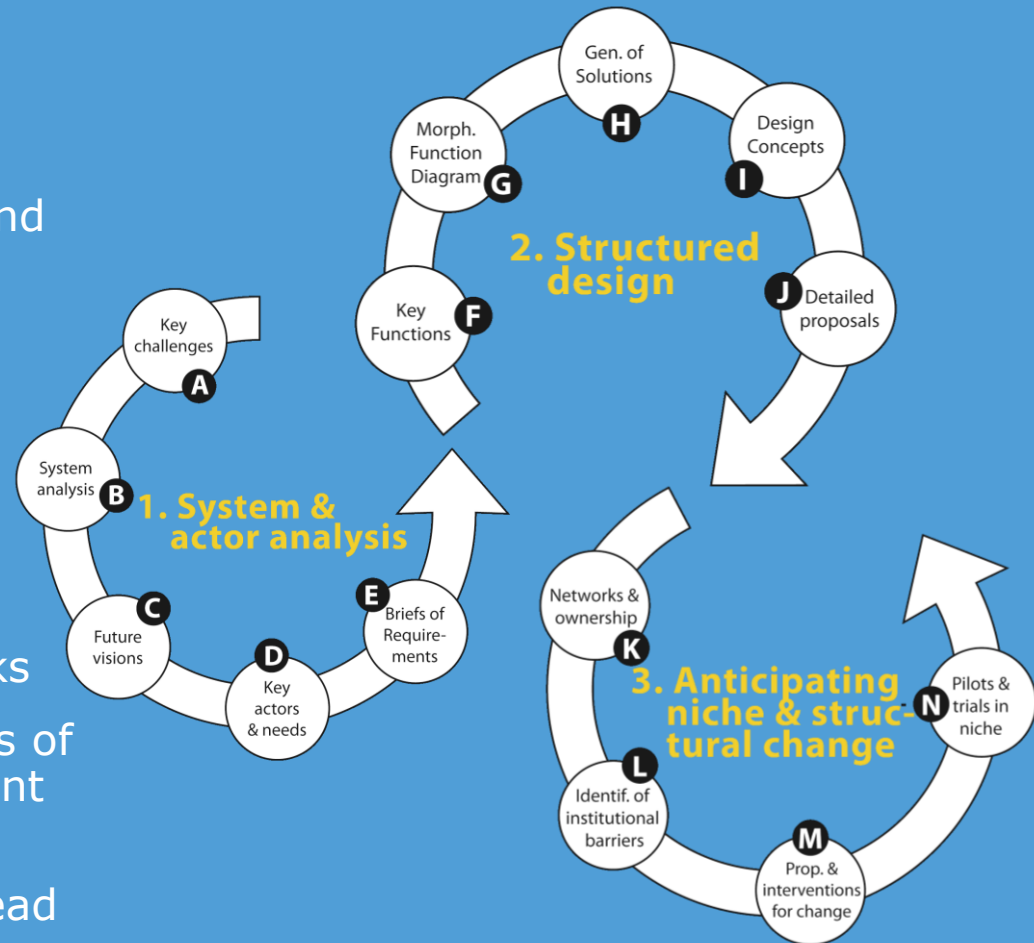 nd
ks
s of
nt
ead
1. System &
actor analysis
Key
challenges
A
System
analysis
B
Future
visions
C
Key
actors
& needs
D
Briefs of
Require-
ments
E
2. Structured
design
Key
Functions
F
Morph.
Function
Diagram
G
Gen. of
Solutions
H
Design
Concepts
I
Detailed
proposals
J
3. Anticipating
niche & struc-
tural change
Networks &
ownership
K
Identif. of
institutional
barriers
L
Prop. &
interventions
for change
M
Pilots &
trials in
niche
N